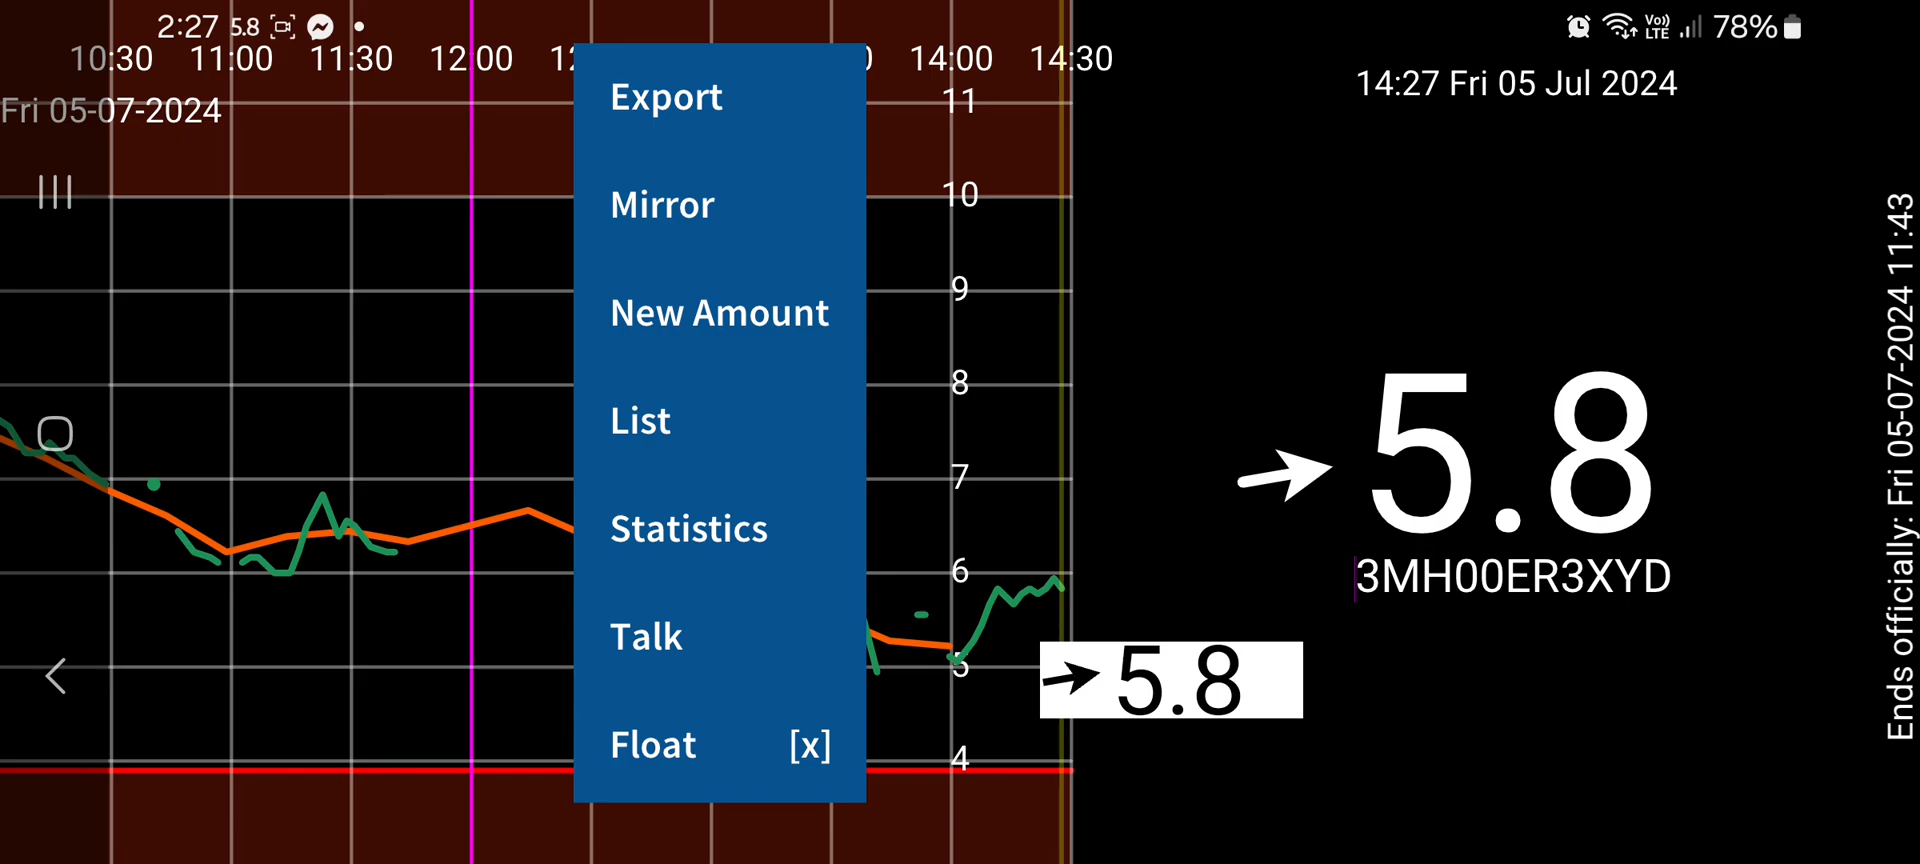 2:27 5.8
Vo)) LTE 78%
10:30 11:00 11:30 12:00 14:00 14:30
Fri 05-07-2024
14:27 Fri 05 Jul 2024
11
10
9
8
7
6
5
4
Export
Mirror
New Amount
List
Statistics
Talk
Float [x]
5.8
3MH00ER3XYD
5.8
Ends officially: Fri 05-07-2024 11:43